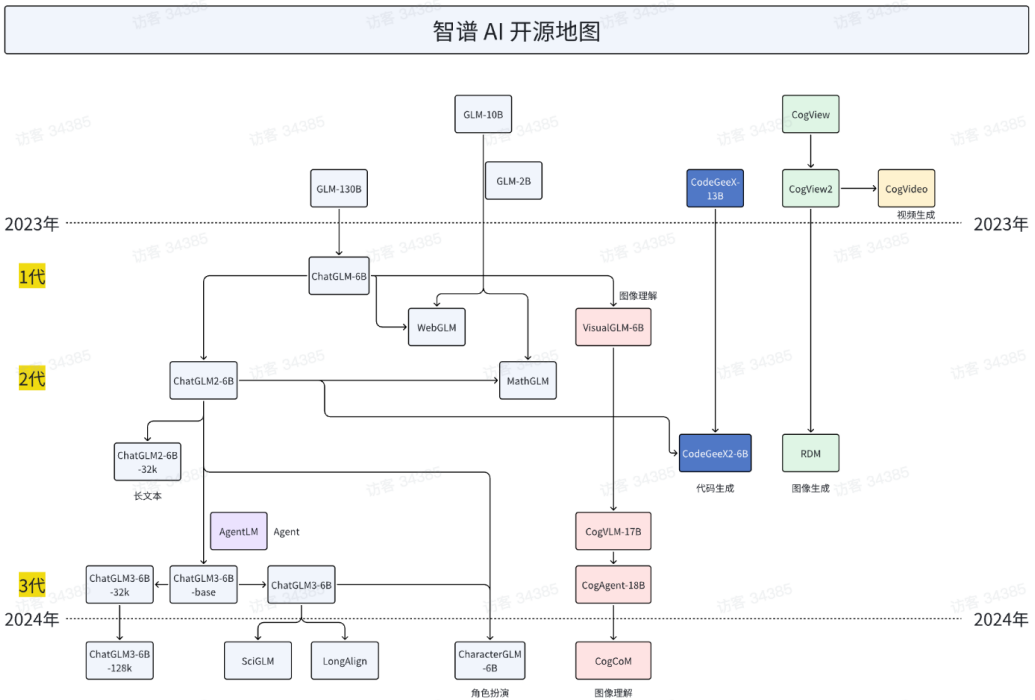 智谱 AI 开源地图
GLM-10B
CogView
GLM-130B
GLM-2B
CodeGeeX-
13B
CogView2
CogVideo
视频生成
2023年
2023年
1代
ChatGLM-6B
图像理解
WebGLM
VisualGLM-6B
2代
ChatGLM2-6B
MathGLM
ChatGLM2-6B
-32k
长文本
CodeGeeX2-6B
代码生成
RDM
图像生成
AgentLM
Agent
CogVLM-17B
3代
ChatGLM3-6B
-32k
ChatGLM3-6B
-base
ChatGLM3-6B
CogAgent-18B
2024年
2024年
ChatGLM3-6B
-128k
SciGLM
LongAlign
CharacterGLM
-6B
角色扮演
CogCoM
图像理解
访客 34385